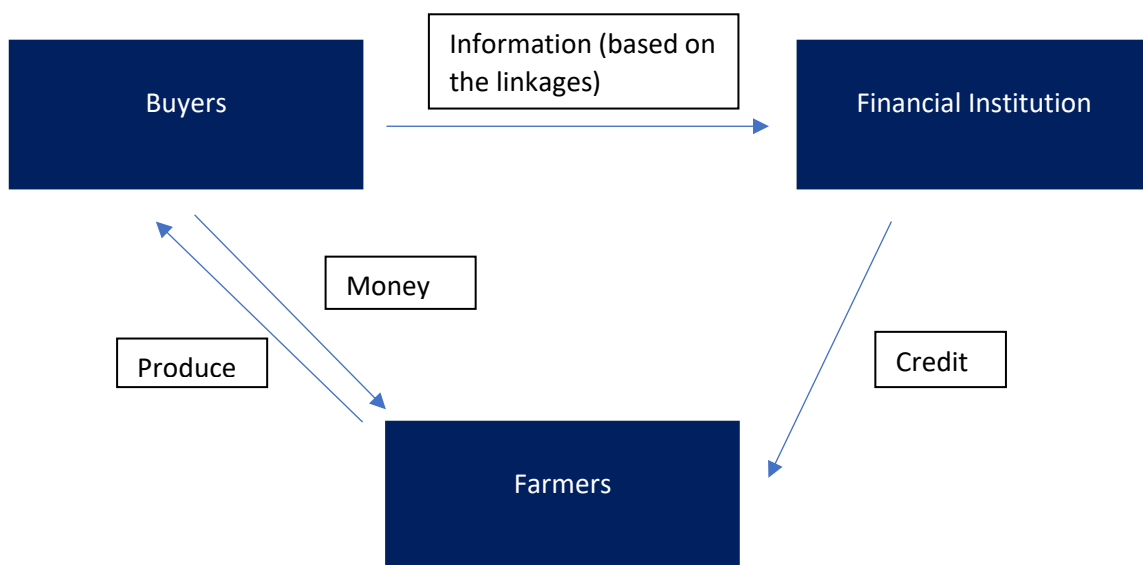 Information (based on
the linkages)
Buyers
Financial Institution
Money
Produce
Credit
Farmers